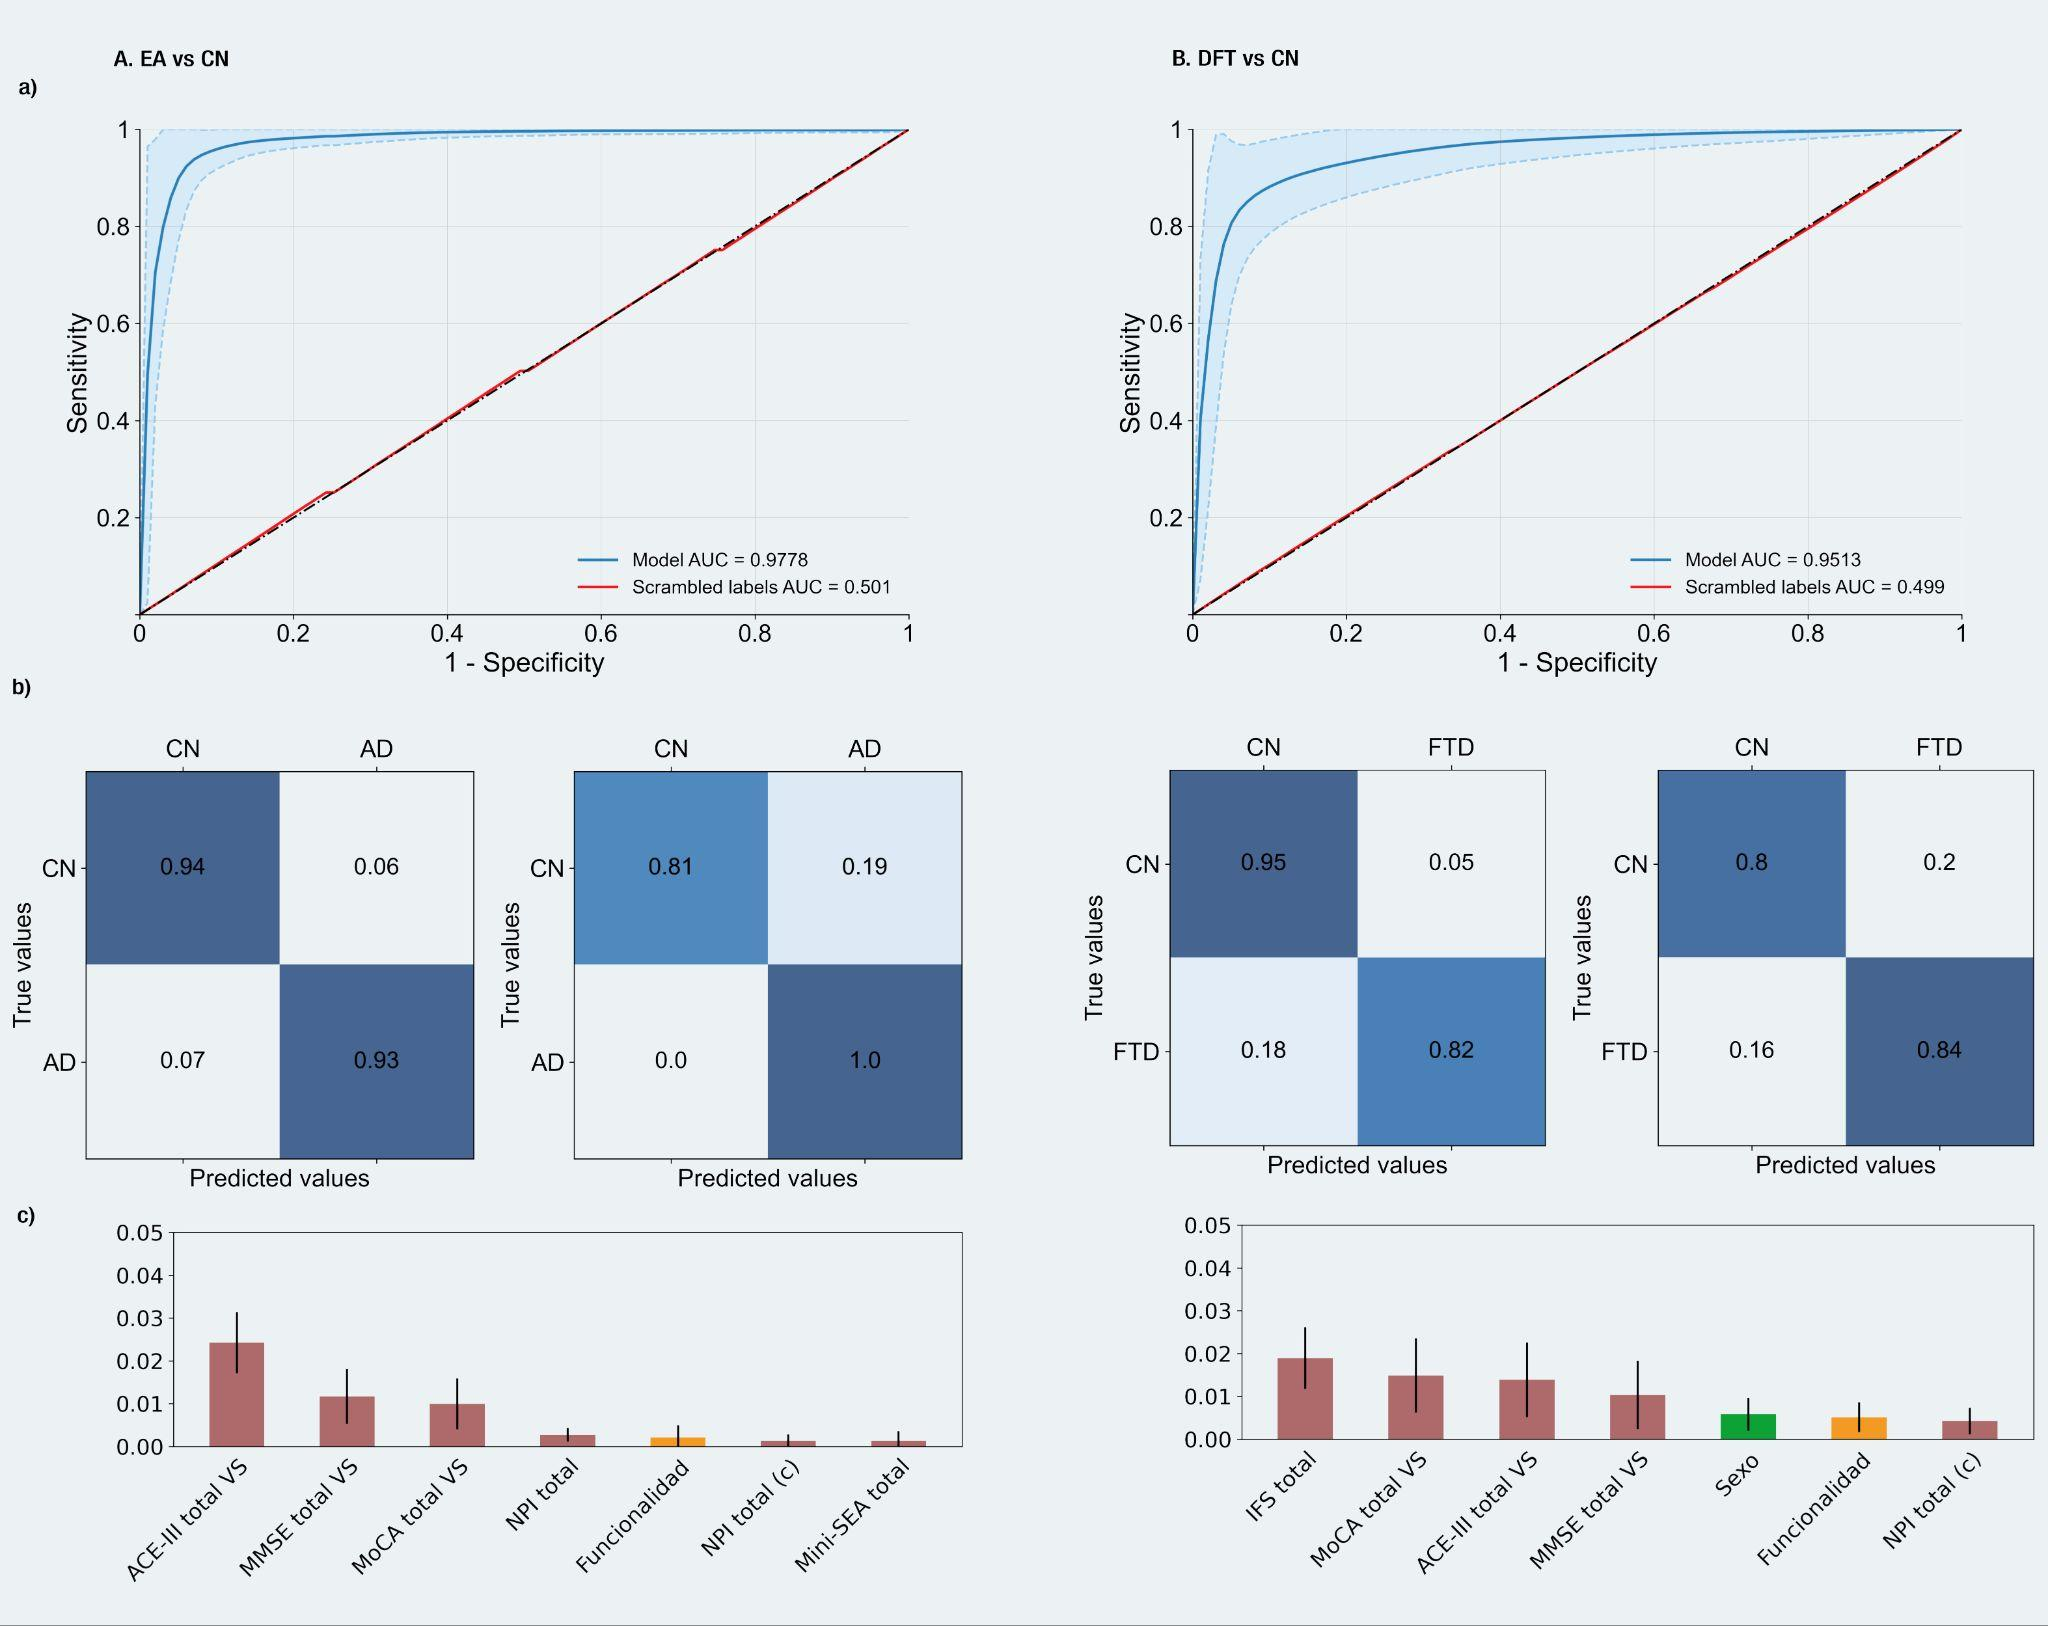 A. EA vs CN
a)
1
0.8
0.6
0.4
0.2
Sensitivity
Model AUC = 0.9778
Scrambled labels AUC = 0.501
0 0.2 0.4 0.6 0.8 1
1 - Specificity
B. DFT vs CN
1
0.8
0.6
0.4
0.2
Sensitivity
Model AUC = 0.9513
Scrambled labels AUC = 0.499
0 0.2 0.4 0.6 0.8 1
1 - Specificity
b)
CN AD
CN 0.94 0.06
AD 0.07 0.93
True values
Predicted values
CN AD
CN 0.81 0.19
AD 0.0 1.0
True values
Predicted values
CN FTD
CN 0.95 0.05
FTD 0.18 0.82
True values
Predicted values
CN FTD
CN 0.8 0.2
FTD 0.16 0.84
True values
Predicted values
c)
0.05
0.04
0.03
0.02
0.01
0.00
ACE-III total VS
MMSE total VS
MoCA total VS
NPI total
Funcionalidad
NPI total (c)
Mini-SEA total
0.05
0.04
0.03
0.02
0.01
0.00
IFS total
MoCA total VS
ACE-III total VS
MMSE total VS
Sexo
Funcionalidad
NPI total (c)